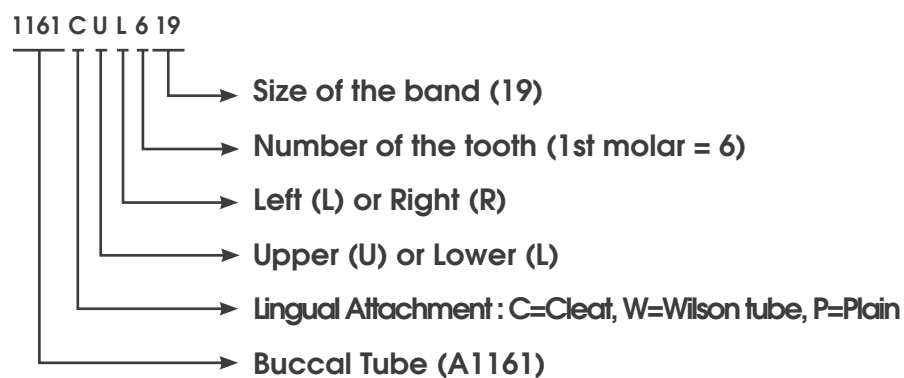 1161 C U L 6 19
Size of the band (19)
Number of the tooth (1st molar = 6)
Left (L) or Right (R)
Upper (U) or Lower (L)
Lingual Attachment : C=Cleat, W=Wilson tube, P=Plain
Buccal Tube (A1161)